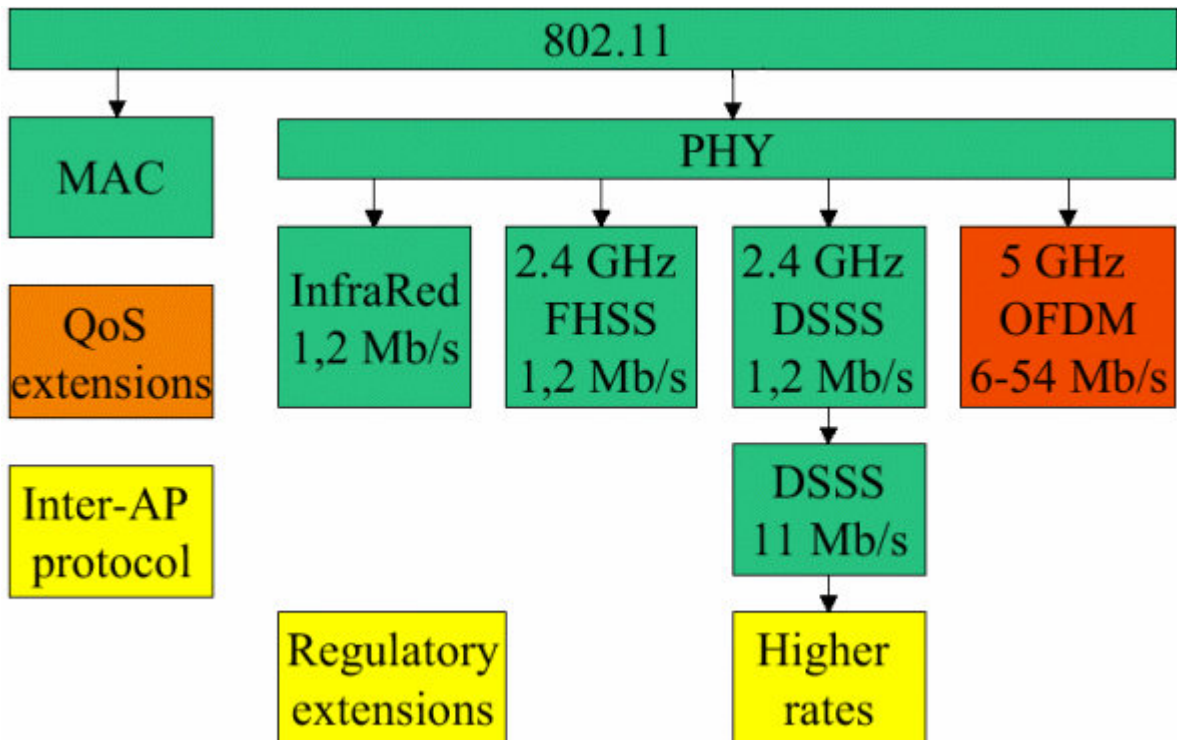 802.11
MAC
PHY
InfraRed
1,2 Mb/s
2.4 GHz
FHSS
1,2 Mb/s
2.4 GHz
DSSS
1,2 Mb/s
5 GHz
OFDM
6-54 Mb/s
QoS
extensions
DSSS
11 Mb/s
Inter-AP
protocol
Regulatory
extensions
Higher
rates